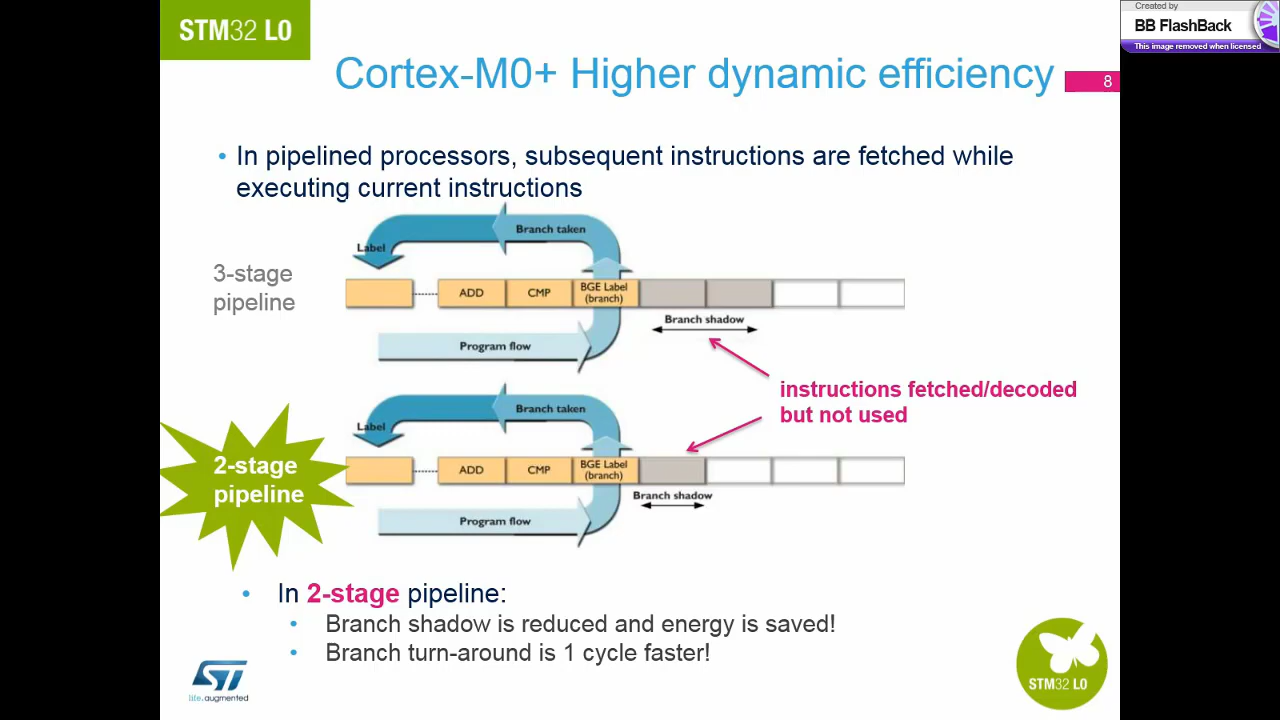 STM32 L0
Created by
BB FlashBack
This image removed when licensed
Cortex-M0+ Higher dynamic efficiency
8
• In pipelined processors, subsequent instructions are fetched while
executing current instructions
Branch taken
Label
3-stage
pipeline
ADD
CMP
BGE Label
(branch)
Branch shadow
Program flow
instructions fetched/decoded
but not used
Branch taken
Label
2-stage
pipeline
ADD
CMP
BGE Label
(branch)
Branch shadow
Program flow
• In 2-stage pipeline:
• Branch shadow is reduced and energy is saved!
• Branch turn-around is 1 cycle faster!
ST
life.augmented
STM32 L0